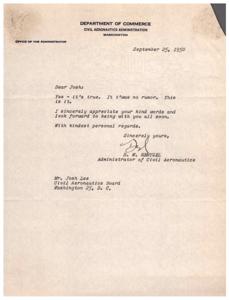 DEPARTMENT OF COMMERCE
CIVIL AERONAUTICS ADMINISTRATION
WASHINGTON
OFFICE OF THE ADMINISTRATOR
September 25, 1950
Dear Josh:
Yes - it's true. It was no rumor. This
is it.
I sincerely appreciate your kind words and
look forward to being with you all soon.
With kindest personal regards.
Sincerely yours,
D. W.
Administrator of Civil Aeronautics
Mr. Josh Lee
Civil Aeronautics Board
Washington 25, D. C.